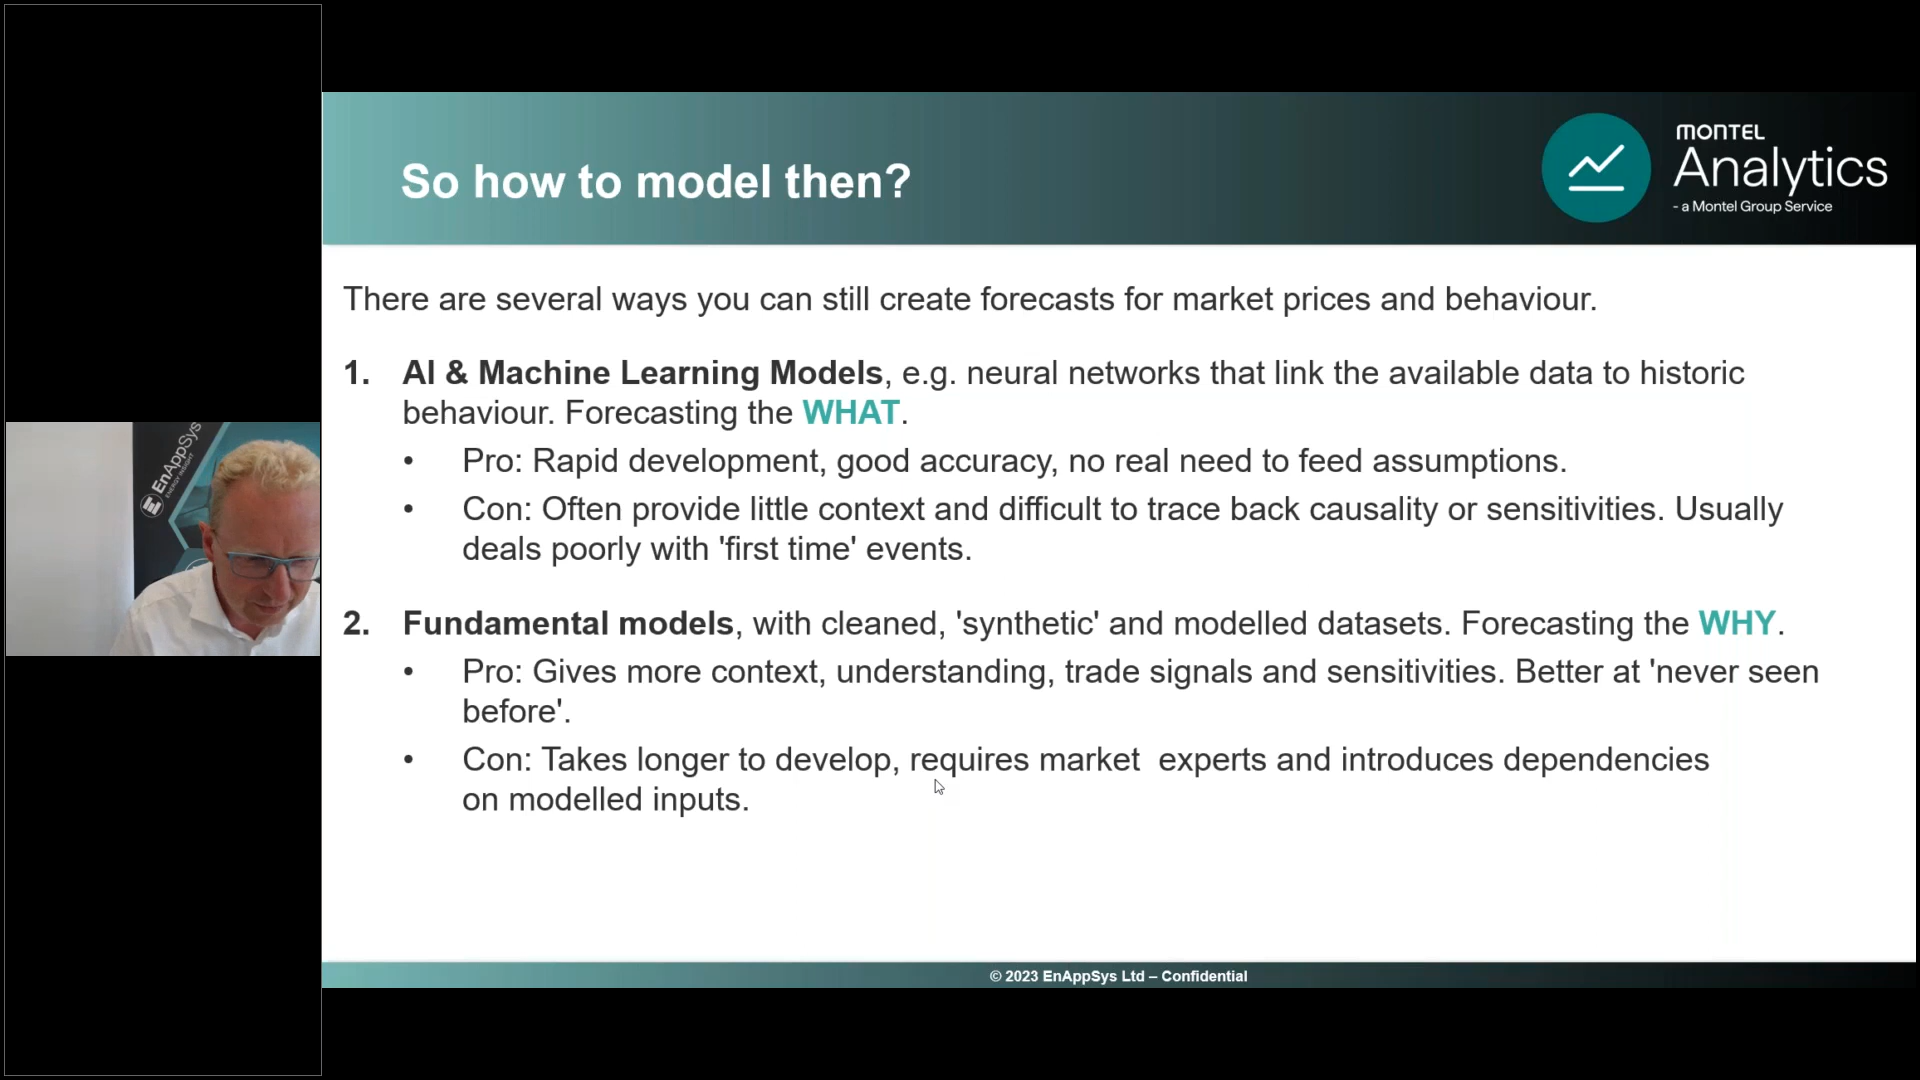 EnAppSys
ENERGY INSIGHT
So how to model then?
MONTEL
Analytics
- a Montel Group Service
There are several ways you can still create forecasts for market prices and behaviour.
1. AI & Machine Learning Models, e.g. neural networks that link the available data to historic
behaviour. Forecasting the WHAT.
• Pro: Rapid development, good accuracy, no real need to feed assumptions.
• Con: Often provide little context and difficult to trace back causality or sensitivities. Usually
deals poorly with 'first time' events.
2. Fundamental models, with cleaned, 'synthetic' and modelled datasets. Forecasting the WHY.
• Pro: Gives more context, understanding, trade signals and sensitivities. Better at 'never seen
before'.
• Con: Takes longer to develop, requires market  experts and introduces dependencies
on modelled inputs.
© 2023 EnAppSys Ltd – Confidential